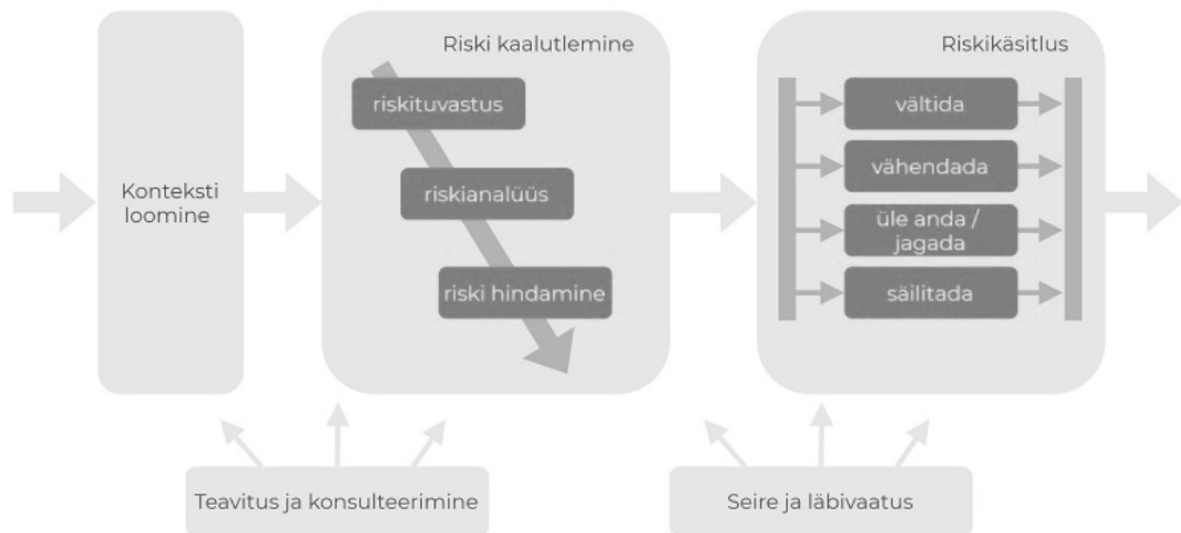 Konteksti
loomine
Riski kaalutlemine
riskituvastus
riskianalüüs
riski hindamine
Riskikäsitlus
vältida
vähendada
üle anda /
jagada
säilitada
Teavitus ja konsulteerimine
Seire ja läbivaatus